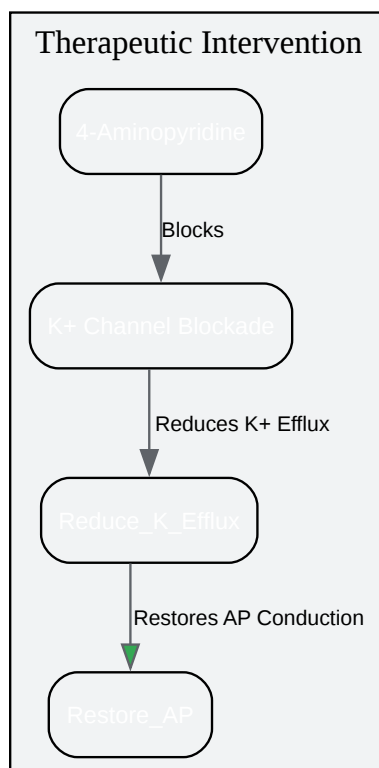 Therapeutic Intervention
4-Aminopyridine
Blocks
K+ Channel Blockade
Reduces K+ Efflux
Reduce_K_Efflux
Restores AP Conduction
Restore_AP